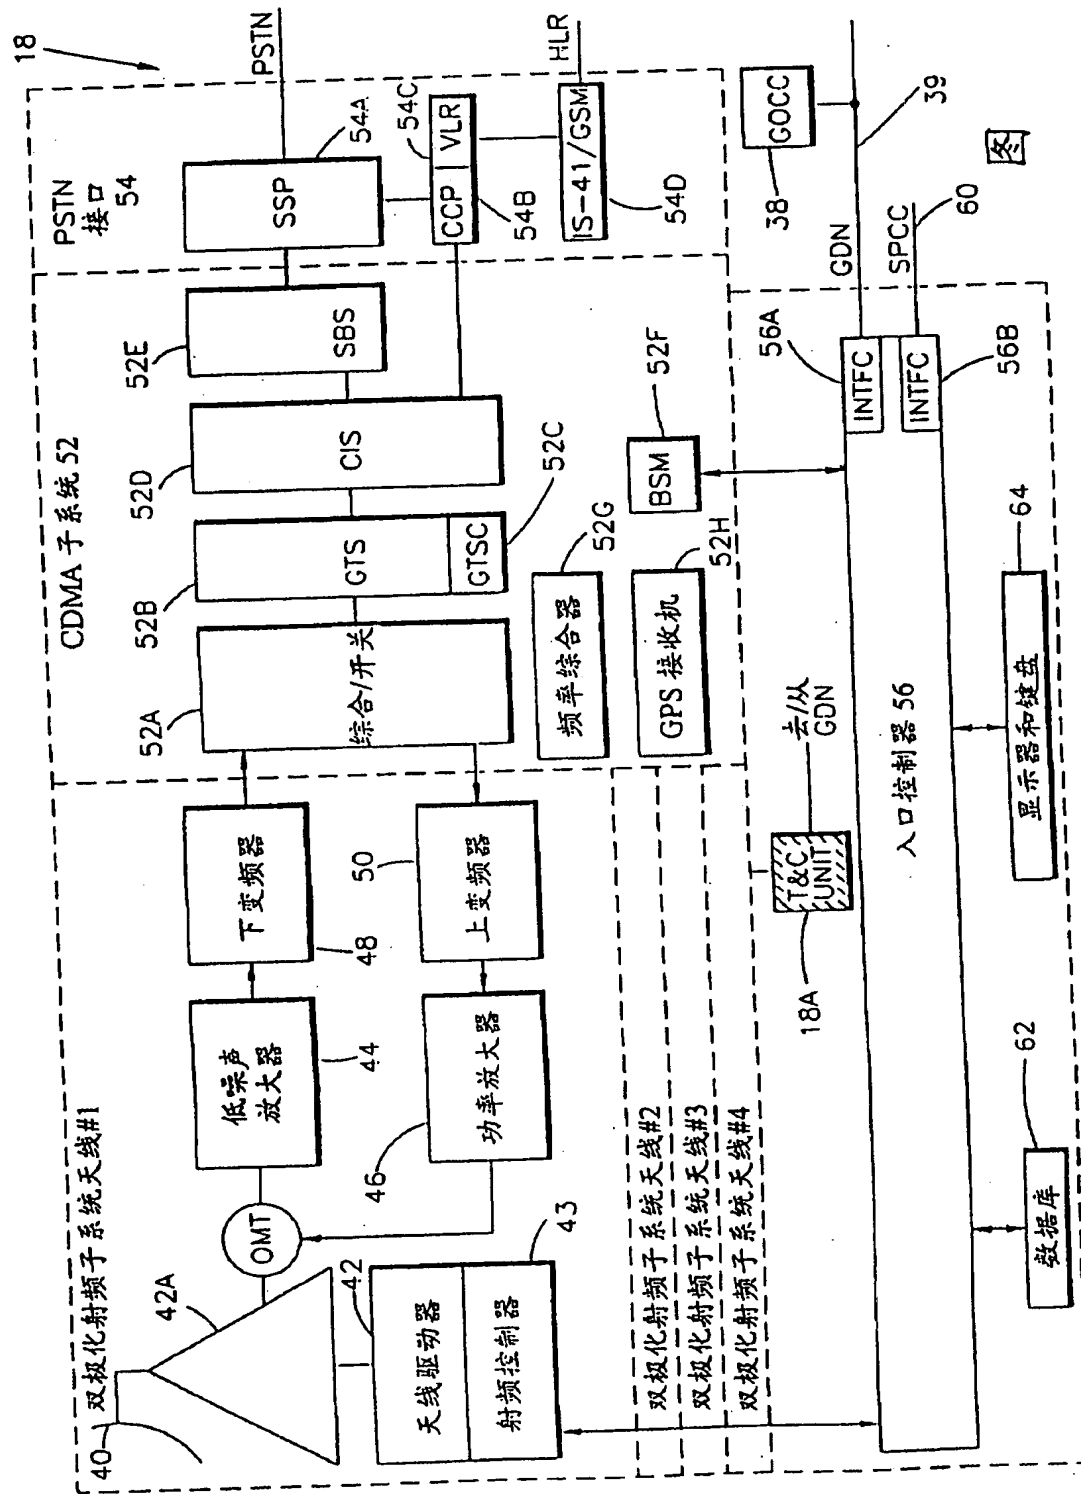 18
PSTN
接口
54
PSTN
SSP
54A
CCP
VLR
54C
54B
HLR
IS-41/GSM
54D
CDMA 子系统 52
52E
SBS
52D
CIS
52B
GTS
GTSC
52C
52A
综合/开关
频率综合器
52G
GPS 接收机
52H
BSM
52F
双极化射频子系统天线#1
40
42A
OMT
低噪声
放大器
44
下变频器
48
50
上变频器
46
功率放大器
42
天线驱动器
射频控制器
43
双极化射频子系统天线#2
双极化射频子系统天线#3
双极化射频子系统天线#4
T&C
UNIT
18A
去/从
GDN
GOCC
38
39
GDN
SPCC
60
56A
INTFC
INTFC
56B
入口控制器 56
62
数据库
64
显示器和键盘
图